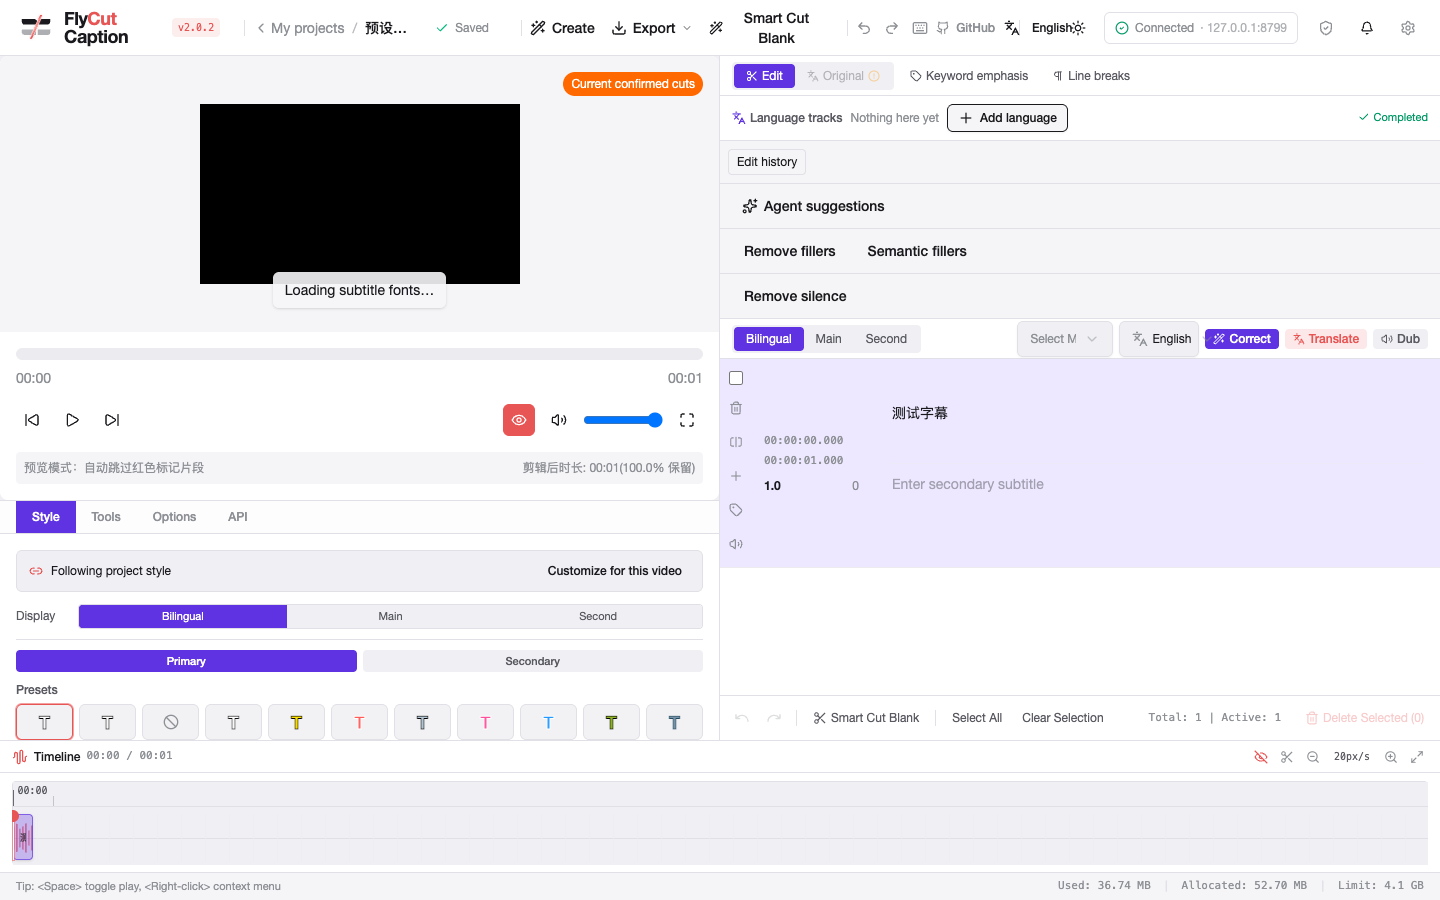 FlyCut Caption
v2.0.2
My projects / 预设...
Saved
Create
Export
Smart Cut Blank
GitHub
English
Connected · 127.0.0.1:8799
Current confirmed cuts
Loading subtitle fonts...
00:00
00:01
预览模式：自动跳过红色标记片段
剪辑后时长: 00:01(100.0% 保留)
Style
Tools
Options
API
Following project style
Customize for this video
Display
Bilingual
Main
Second
Primary
Secondary
Presets
T T T T T T T T T T
Edit
Original
Keyword emphasis
Line breaks
Language tracks
Nothing here yet
Add language
Completed
Edit history
Agent suggestions
Remove fillers
Semantic fillers
Remove silence
Bilingual
Main
Second
Select M
English
Correct
Translate
Dub
测试字幕
00:00:00.000
00:00:01.000
1.0
0
Enter secondary subtitle
Smart Cut Blank
Select All
Clear Selection
Total: 1 | Active: 1
Delete Selected (0)
Timeline
00:00 / 00:01
20px/s
00:00
Tip: <Space> toggle play, <Right-click> context menu
Used: 36.74 MB
Allocated: 52.70 MB
Limit: 4.1 GB